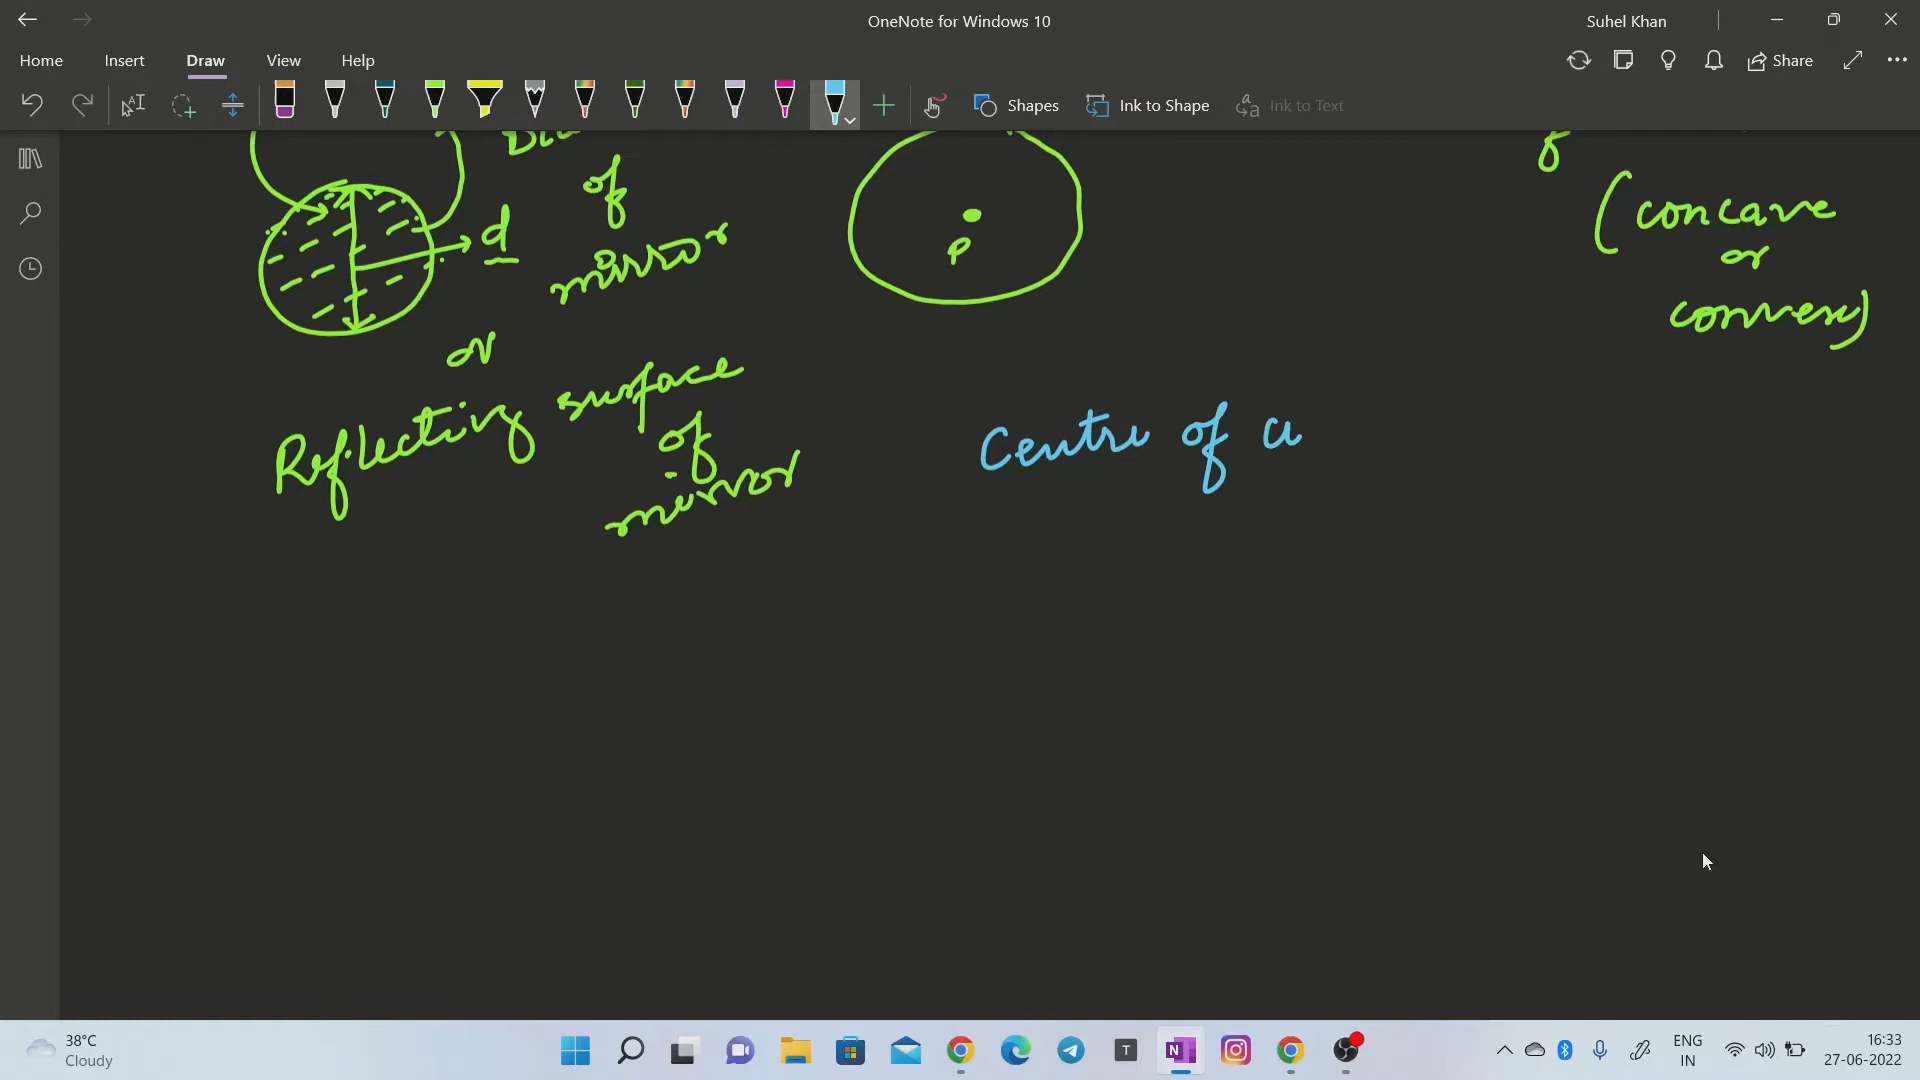 OneNote for Windows 10
Suhel Khan
Home Insert Draw View Help
Share
Shapes
Ink to Shape
Ink to Text
of
mirror
d
or
Reflecting surface
of
mirror
P
(concave
or
convex)
Centre of cu
38°C
Cloudy
ENG
IN
16:33
27-06-2022